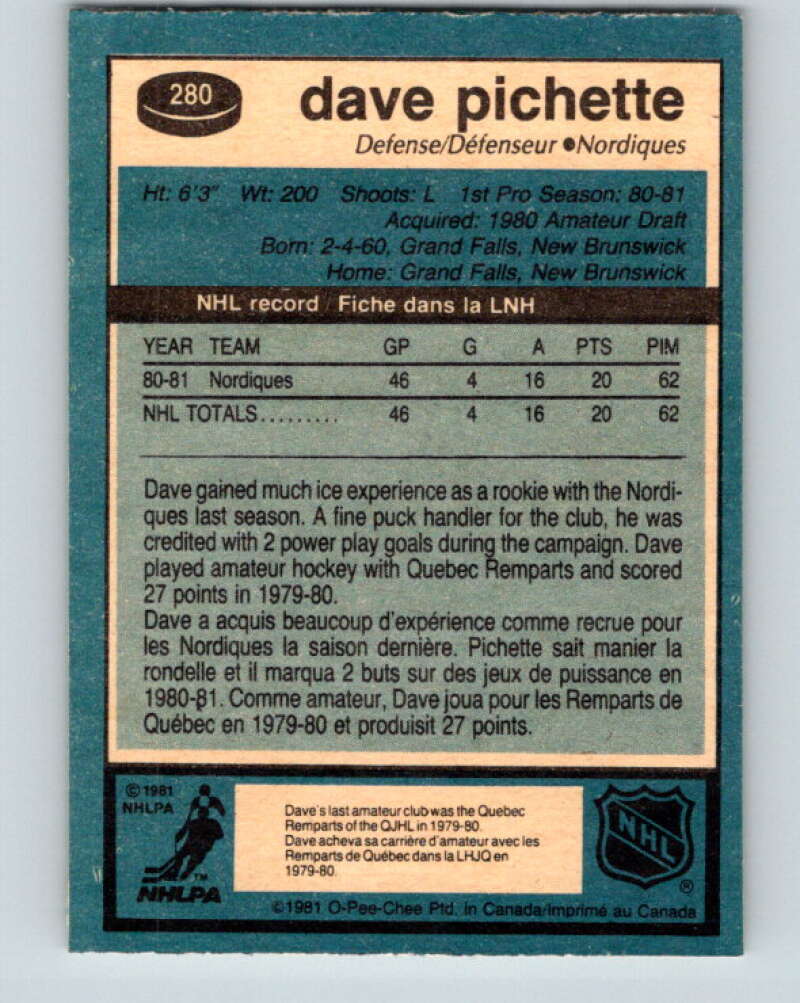 280
dave pichette
Defense/Défenseur •Nordiques
Ht: 6'3" Wt: 200 Shoots: L 1st Pro Season: 80-81
Acquired: 1980 Amateur Draft
Born: 2-4-60, Grand Falls, New Brunswick
Home: Grand Falls, New Brunswick
NHL record / Fiche dans la LNH
YEAR TEAM GP G A PTS PIM
80-81 Nordiques 46 4 16 20 62
NHL TOTALS......... 46 4 16 20 62
Dave gained much ice experience as a rookie with the Nordi-
ques last season. A fine puck handler for the club, he was
credited with 2 power play goals during the campaign. Dave
played amateur hockey with Quebec Remparts and scored
27 points in 1979-80.
Dave a acquis beaucoup d'expérience comme recrue pour
les Nordiques la saison dernière. Pichette sait manier la
rondelle et il marqua 2 buts sur des jeux de puissance en
1980-81. Comme amateur, Dave joua pour les Remparts de
Québec en 1979-80 et produisit 27 points.
© 1981
NHLPA
TM
NHLPA
Dave's last amateur club was the Quebec
Remparts of the QJHL in 1979-80.
Dave acheva sa carrière d'amateur avec les
Remparts de Québec dans la LHJQ en
1979-80.
NHL
®
©1981 O-Pee-Chee Ptd. in Canada/Imprimé au Canada